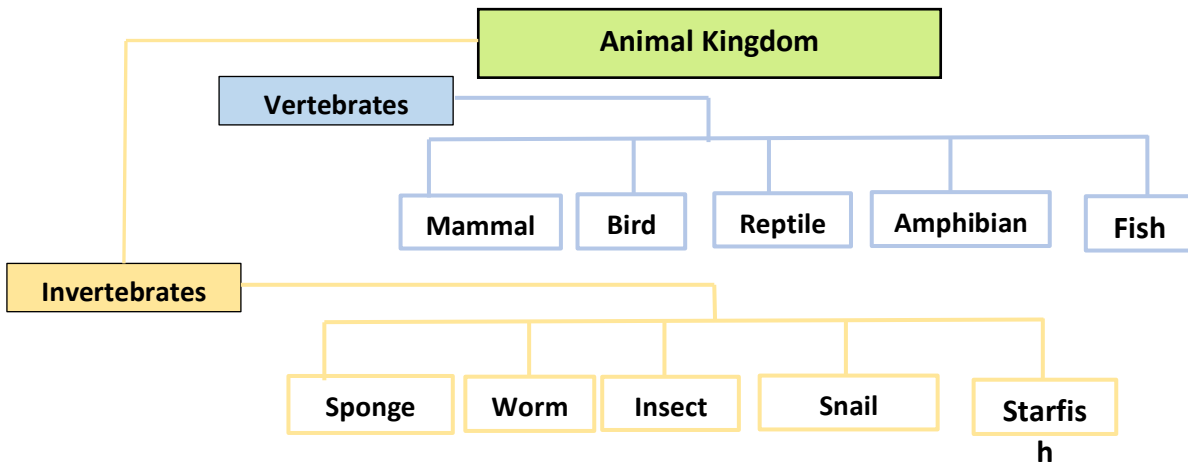 Animal Kingdom
Vertebrates
Mammal
Bird
Reptile
Amphibian
Fish
Invertebrates
Sponge
Worm
Insect
Snail
Starfis
h